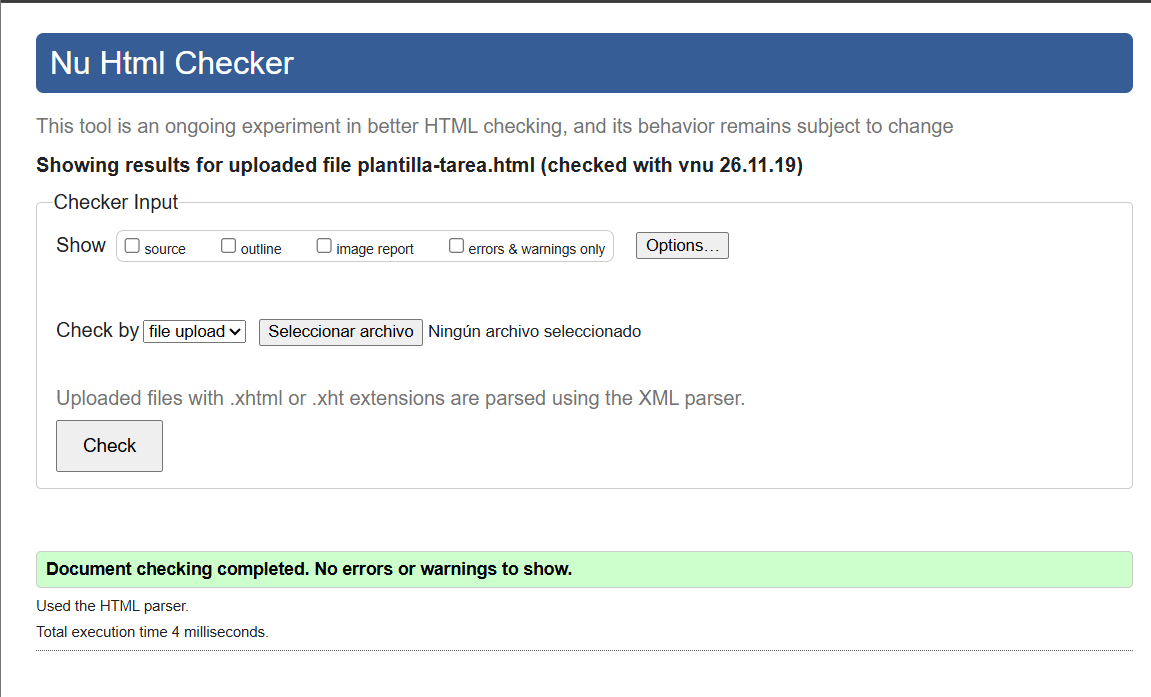 Nu Html Checker
This tool is an ongoing experiment in better HTML checking, and its behavior remains subject to change
Showing results for uploaded file plantilla-tarea.html (checked with vnu 26.11.19)
Checker Input
Show source outline image report errors & warnings only Options…
Check by file upload Seleccionar archivo Ningún archivo seleccionado
Uploaded files with .xhtml or .xht extensions are parsed using the XML parser.
Check
Document checking completed. No errors or warnings to show.
Used the HTML parser.
Total execution time 4 milliseconds.